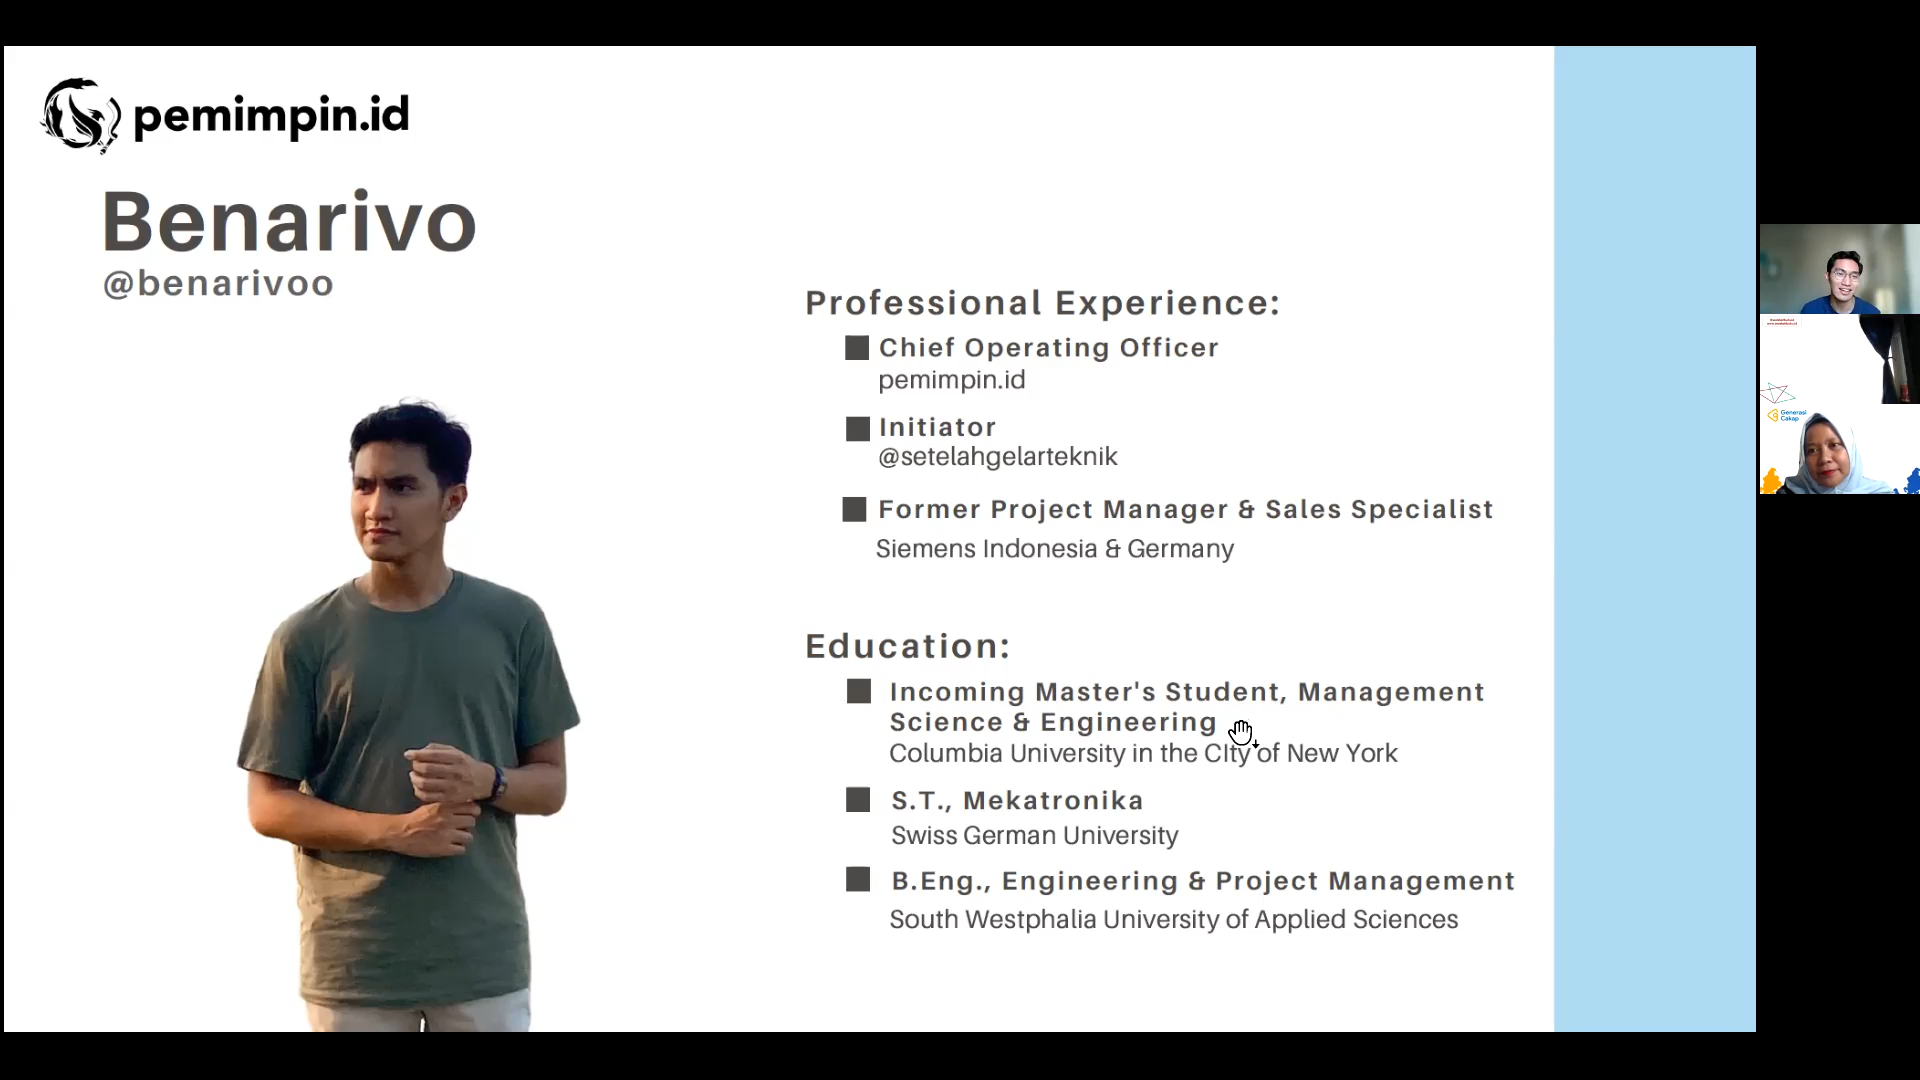 pemimpin.id
Benarivo
@benarivoo
Professional Experience:
Chief Operating Officer
pemimpin.id
Initiator
@setelahgelarteknik
Former Project Manager & Sales Specialist
Siemens Indonesia & Germany
Education:
Incoming Master's Student, Management
Science & Engineering
Columbia University in the CIty of New York
S.T., Mekatronika
Swiss German University
B.Eng., Engineering & Project Management
South Westphalia University of Applied Sciences
Generasi
Cakap